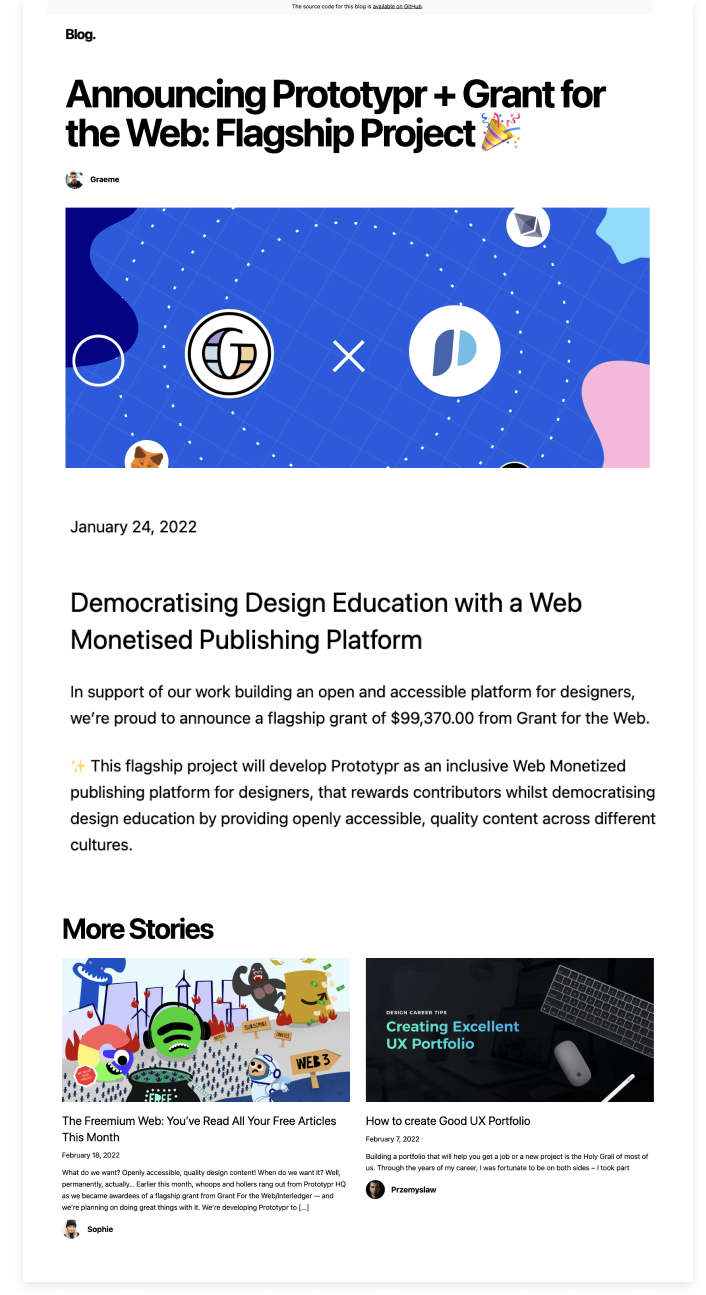 The source code for this blog is available on GitHub.
Blog.
Announcing Prototypr + Grant for
the Web: Flagship Project 🎉
Graeme
January 24, 2022
Democratising Design Education with a Web
Monetised Publishing Platform
In support of our work building an open and accessible platform for designers,
we’re proud to announce a flagship grant of $99,370.00 from Grant for the Web.
✨ This flagship project will develop Prototypr as an inclusive Web Monetized
publishing platform for designers, that rewards contributors whilst democratising
design education by providing openly accessible, quality content across different
cultures.
More Stories
SUBSCRIBE
WEB 3
FREE
DESIGN CAREER TIPS
Creating Excellent
UX Portfolio
The Freemium Web: You’ve Read All Your Free Articles
This Month
February 18, 2022
What do we want? Openly accessible, quality design content! When do we want it? Well,
permanently, actually... Earlier this month, whoops and hollers rang out from Prototypr HQ
as we became awardees of a flagship grant from Grant For the Web/Interledger — and
we’re planning on doing great things with it. We’re developing Prototypr to [...]
Sophie
How to create Good UX Portfolio
February 7, 2022
Building a portfolio that will help you get a job or a new project is the Holy Grail of most of
us. Through the years of my career, I was fortunate to be on both sides – I took part
Przemyslaw